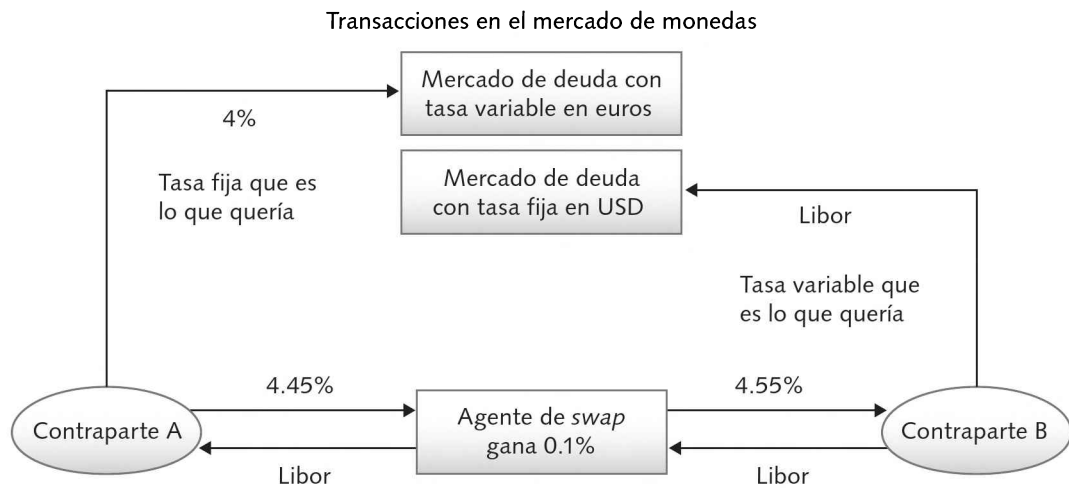 Transacciones en el mercado de monedas
Mercado de deuda con
tasa variable en euros
4%
Tasa fija que es
lo que quería
Mercado de deuda
con tasa fija en USD
Libor
Tasa variable que
es lo que quería
4.45%
4.55%
Contraparte A
Agente de swap
gana 0.1%
Contraparte B
Libor
Libor